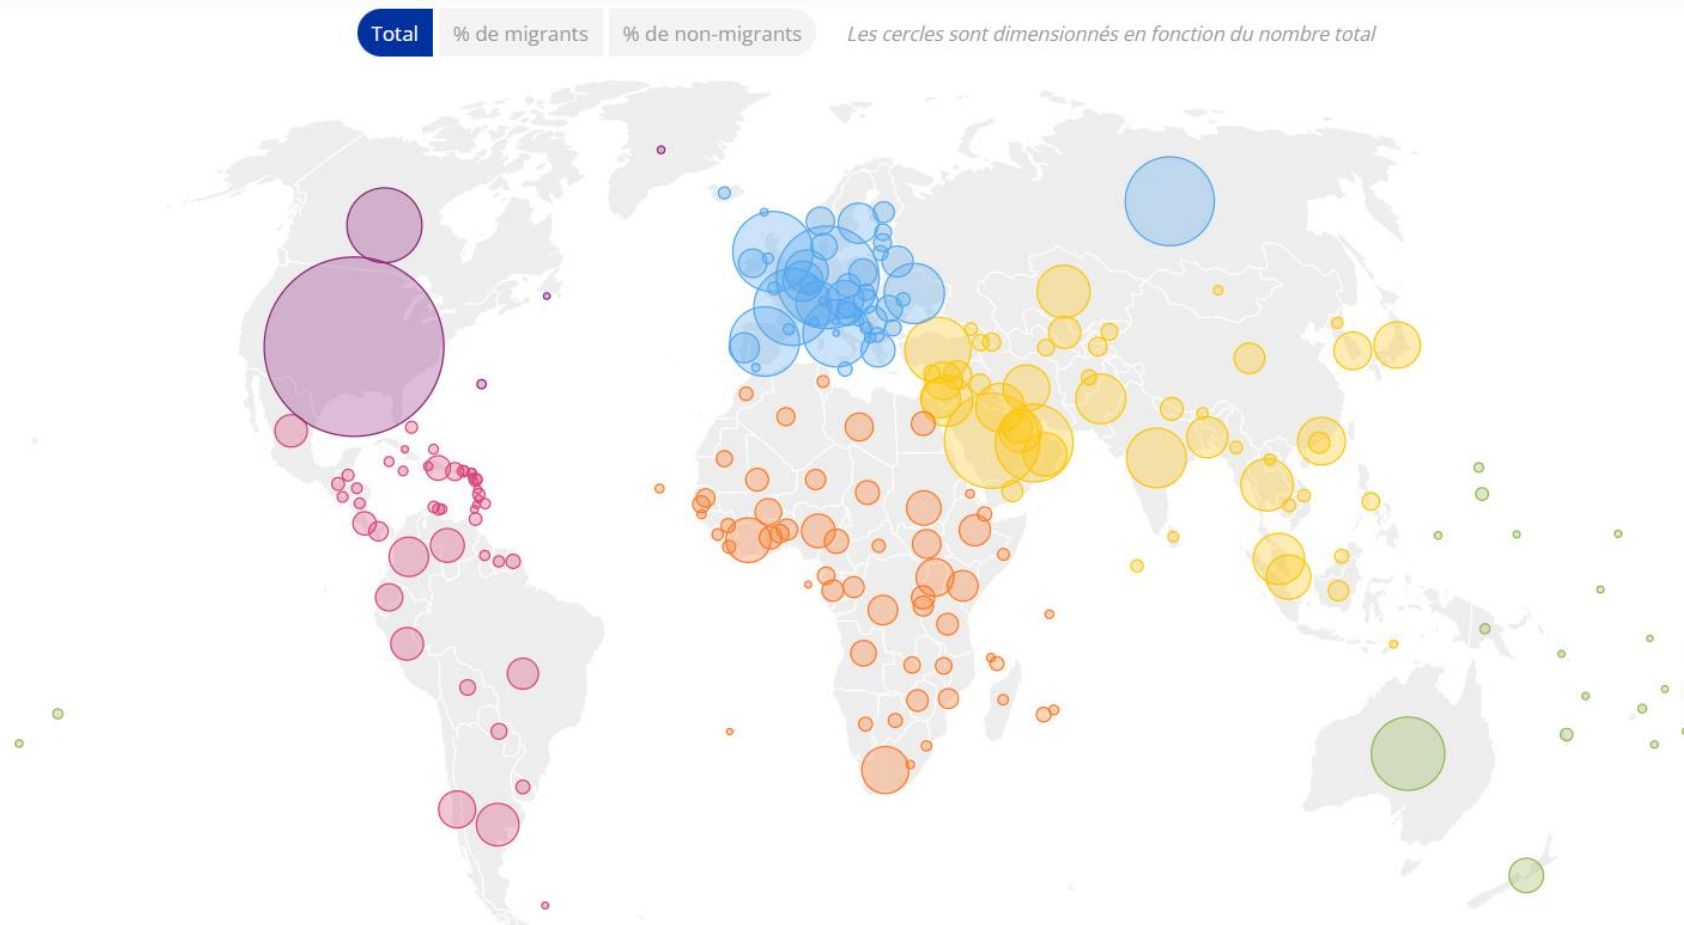 Total % de migrants % de non-migrants Les cercles sont dimensionnés en fonction du nombre total